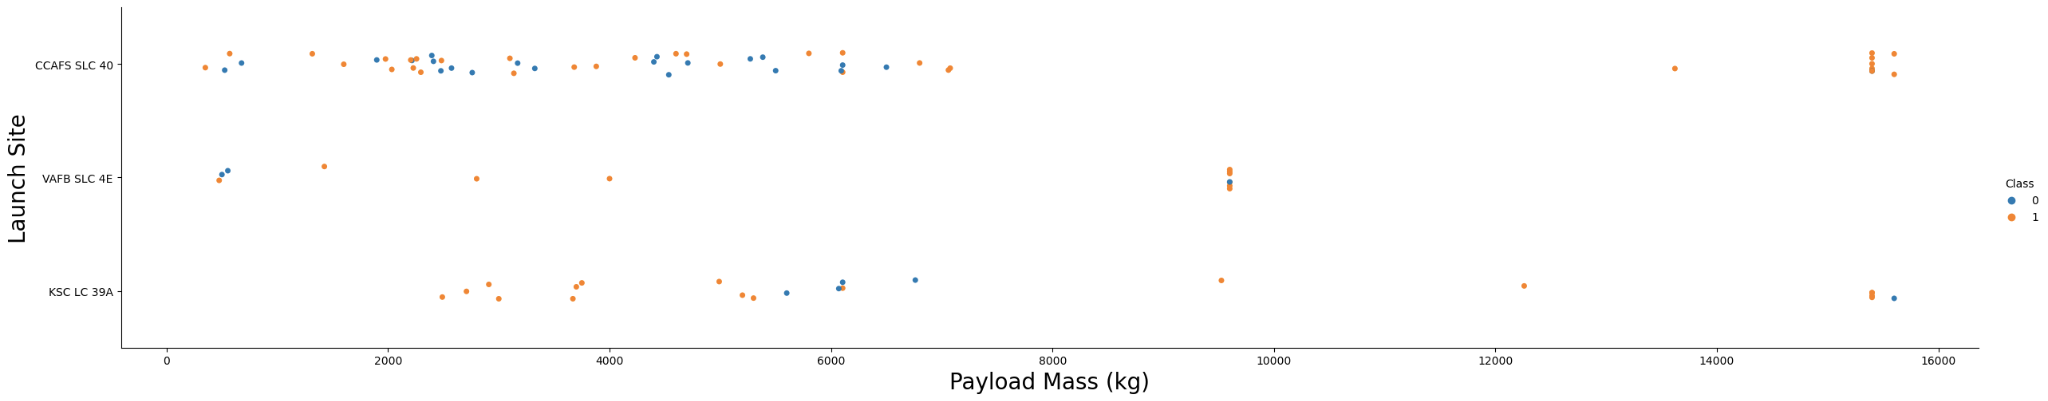 Launch Site
CCAFS SLC 40
VAFB SLC 4E
KSC LC 39A
0 2000 4000 6000 8000 10000 12000 14000 16000
Payload Mass (kg)
Class
0
1